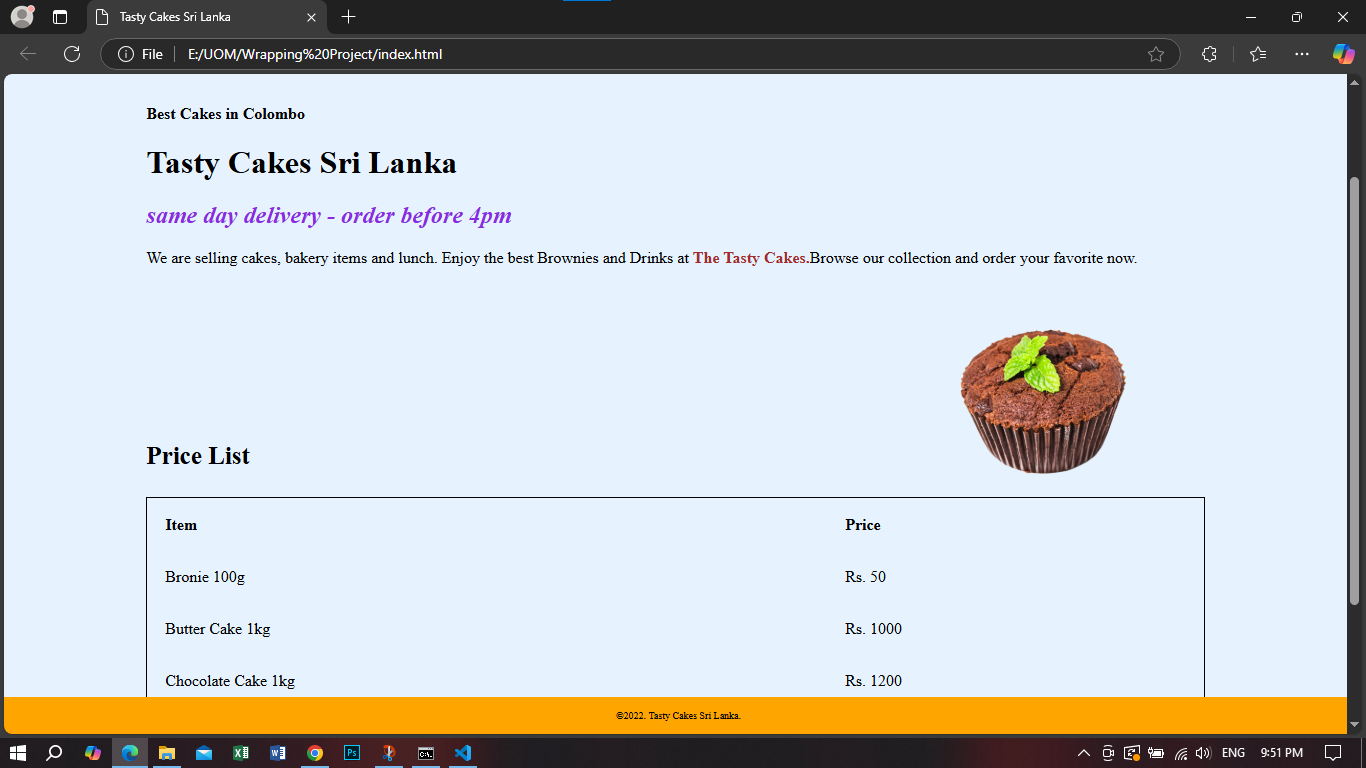 Tasty Cakes Sri Lanka
File
E:/UOM/Wrapping%20Project/index.html
Best Cakes in Colombo
Tasty Cakes Sri Lanka
same day delivery - order before 4pm
We are selling cakes, bakery items and lunch. Enjoy the best Brownies and Drinks at The Tasty Cakes.Browse our collection and order your favorite now.
Price List
Item Price
Bronie 100g Rs. 50
Butter Cake 1kg Rs. 1000
Chocolate Cake 1kg Rs. 1200
©2022. Tasty Cakes Sri Lanka.
Ps
C:\.
ENG 9:51 PM